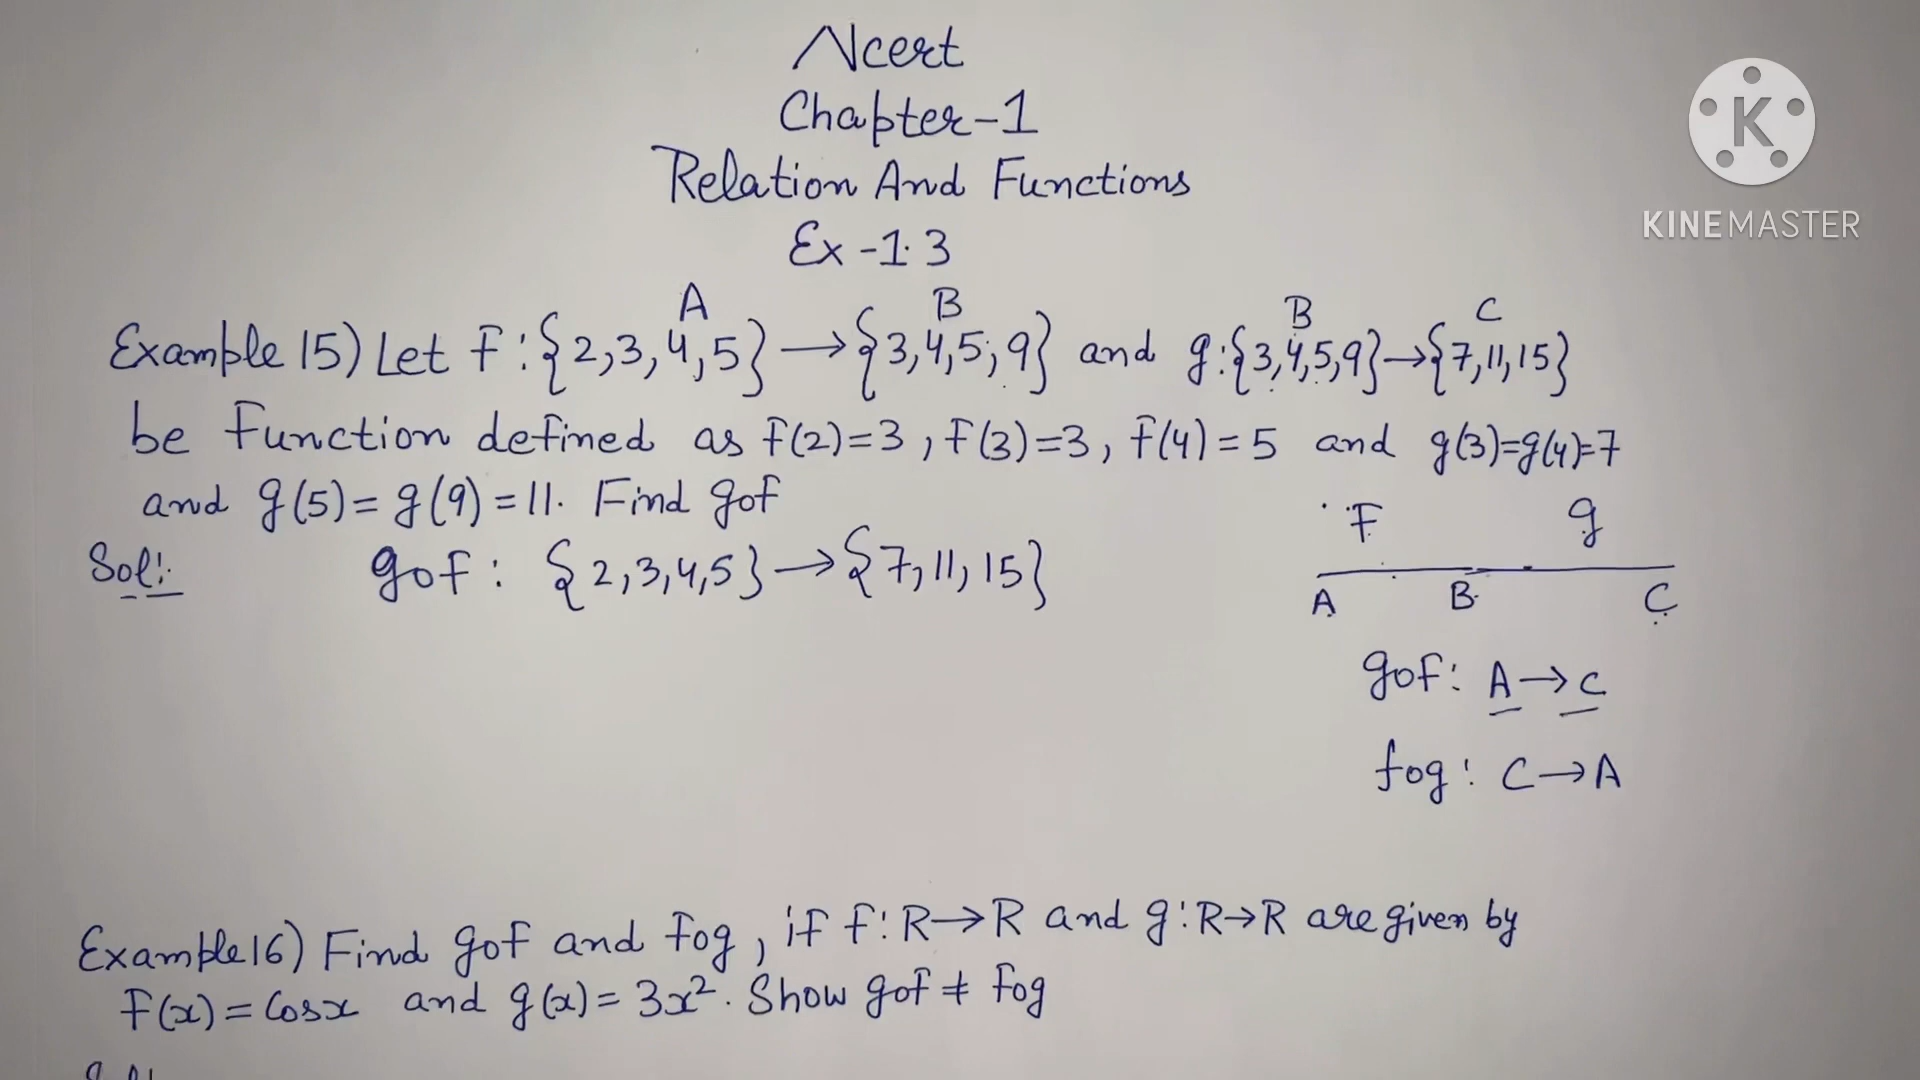 Ncert
Chapter-1
Relation And Functions
Ex -1.3
A B B C
Example 15) Let f:{2,3,4,5}→{3,4,5,9} and g:{3,4,5,9}→{7,11,15}
be function defined as f(2)=3, f(3)=3, f(4)=5 and g(3)=g(4)=7
and g(5)=g(9)=11. Find gof
Sol!: gof: {2,3,4,5}→{7,11,15}
F g
A B C
gof: A→C
fog: C→A
Example 16) Find gof and fog, if f:R→R and g:R→R are given by
f(x)=cosx and g(x)=3x². Show gof ≠ fog
KINEMASTER